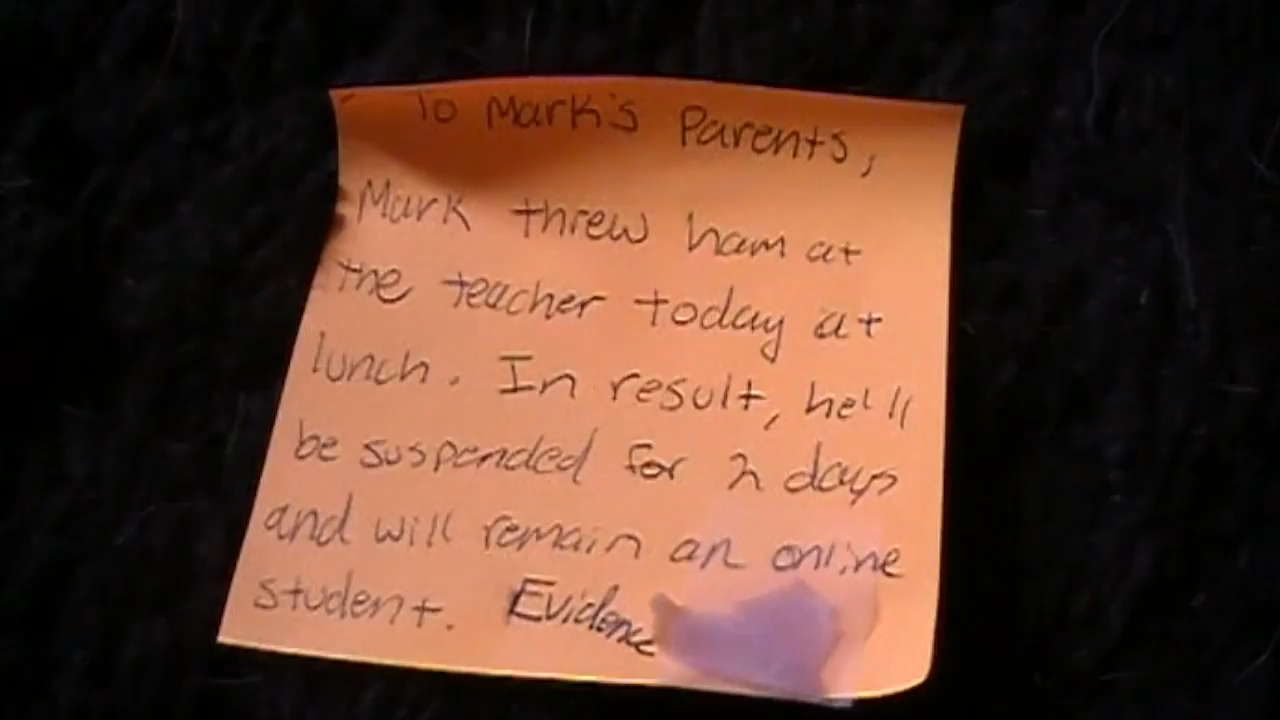 To Mark's Parents,
Mark threw ham at
the teacher today at
lunch. In result, he'll
be suspended for 2 days
and will remain an online
student. Evidence